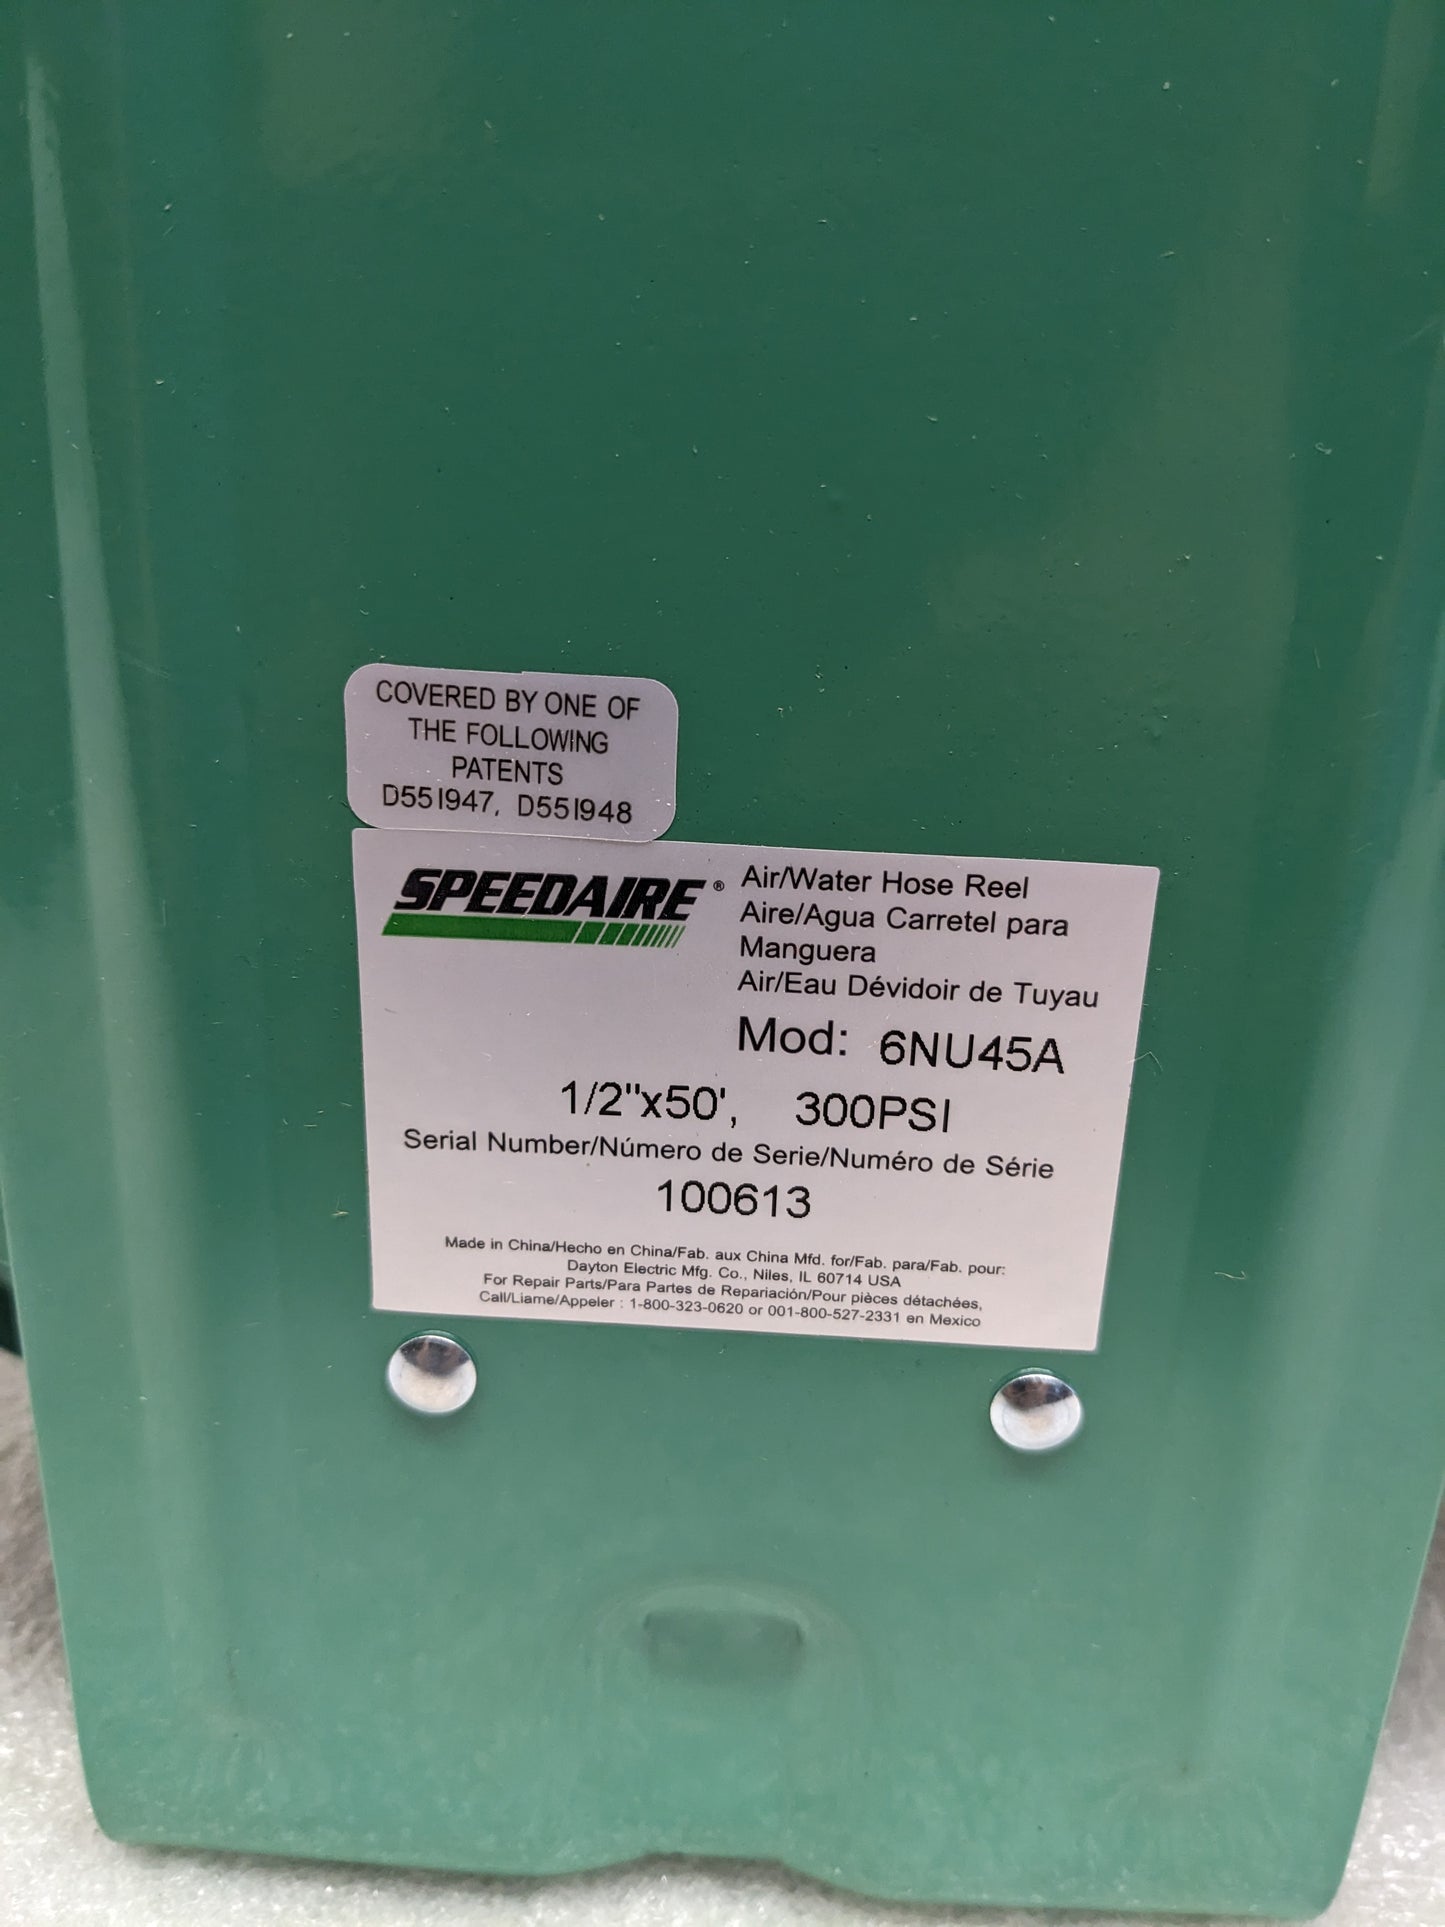 COVERED BY ONE OF
THE FOLLOWING
PATENTS
D551947, D551948
SPEEDAIRE®
Air/Water Hose Reel
Aire/Agua Carretel para
Manguera
Air/Eau Dévidoir de Tuyau
Mod: 6NU45A
1/2"x50', 300PSI
Serial Number/Número de Serie/Numéro de Série
100613
Made in China/Hecho en China/Fab. aux China Mfd. for/Fab. para/Fab. pour:
Dayton Electric Mfg. Co., Niles, IL 60714 USA
For Repair Parts/Para Partes de Repariación/Pour pièces détachées,
Call/Liame/Appeler : 1-800-323-0620 or 001-800-527-2331 en Mexico